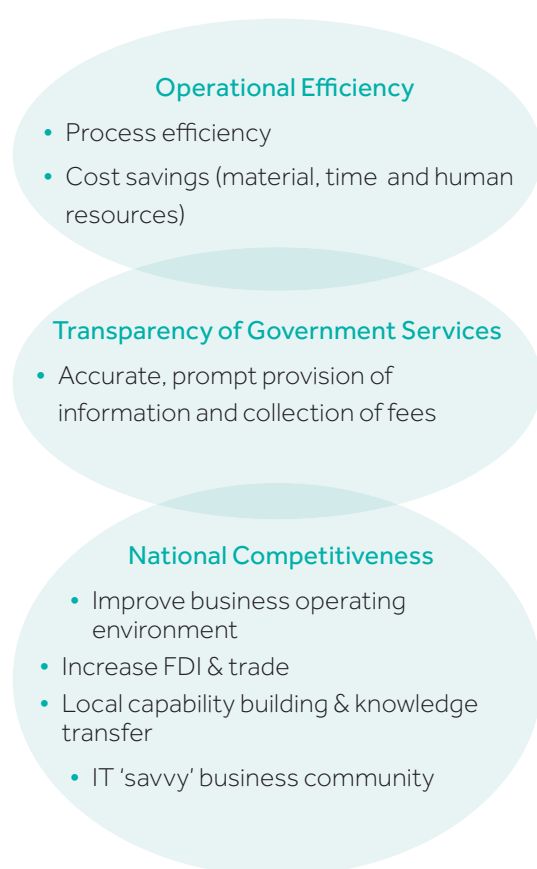 Operational Efficiency
• Process efficiency
• Cost savings (material, time and human
resources)
Transparency of Government Services
• Accurate, prompt provision of
information and collection of fees
National Competitiveness
• Improve business operating
environment
• Increase FDI & trade
• Local capability building & knowledge
transfer
• IT ‘savvy’ business community